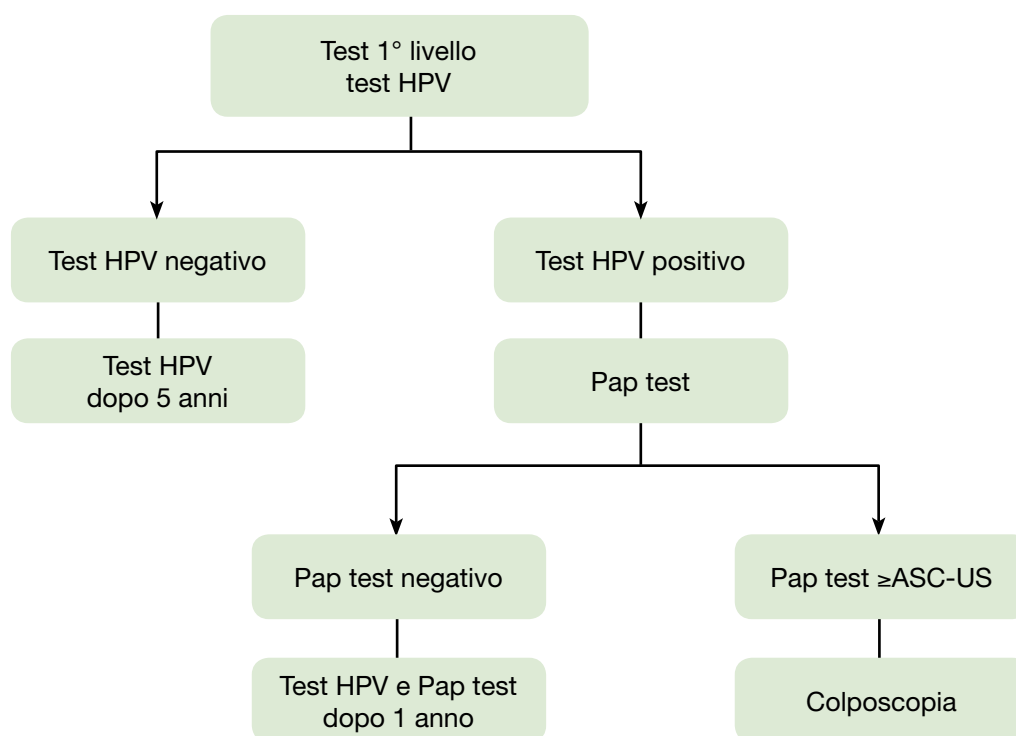 Test 1° livello
test HPV
Test HPV negativo
Test HPV positivo
Test HPV
dopo 5 anni
Pap test
Pap test negativo
Pap test ≥ASC-US
Test HPV e Pap test
dopo 1 anno
Colposcopia